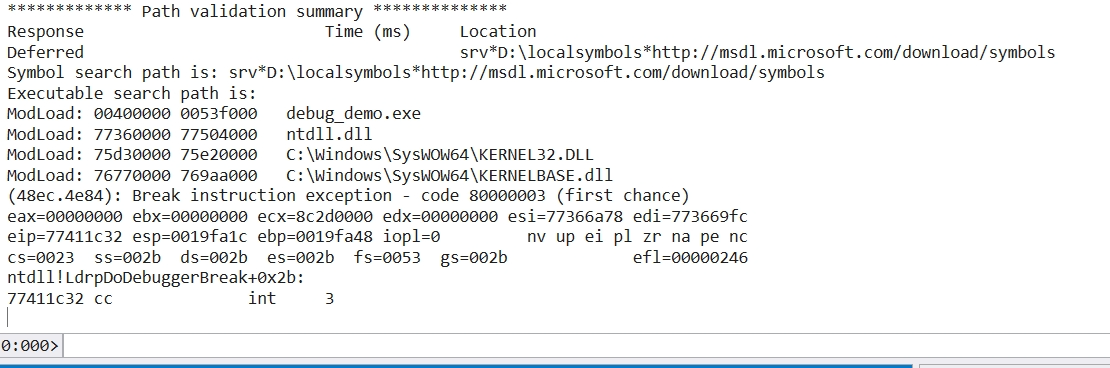 ************* Path validation summary **************
Response                         Time (ms)     Location
Deferred                                       srv*D:\localsymbols*http://msdl.microsoft.com/download/symbols
Symbol search path is: srv*D:\localsymbols*http://msdl.microsoft.com/download/symbols
Executable search path is:
ModLoad: 00400000 0053f000   debug_demo.exe
ModLoad: 77360000 77504000   ntdll.dll
ModLoad: 75d30000 75e20000   C:\Windows\SysWOW64\KERNEL32.DLL
ModLoad: 76770000 769aa000   C:\Windows\SysWOW64\KERNELBASE.dll
(48ec.4e84): Break instruction exception - code 80000003 (first chance)
eax=00000000 ebx=00000000 ecx=8c2d0000 edx=00000000 esi=77366a78 edi=773669fc
eip=77411c32 esp=0019fa1c ebp=0019fa48 iopl=0         nv up ei pl zr na pe nc
cs=0023  ss=002b  ds=002b  es=002b  fs=0053  gs=002b             efl=00000246
ntdll!LdrpDoDebuggerBreak+0x2b:
77411c32 cc              int     3
0:000>